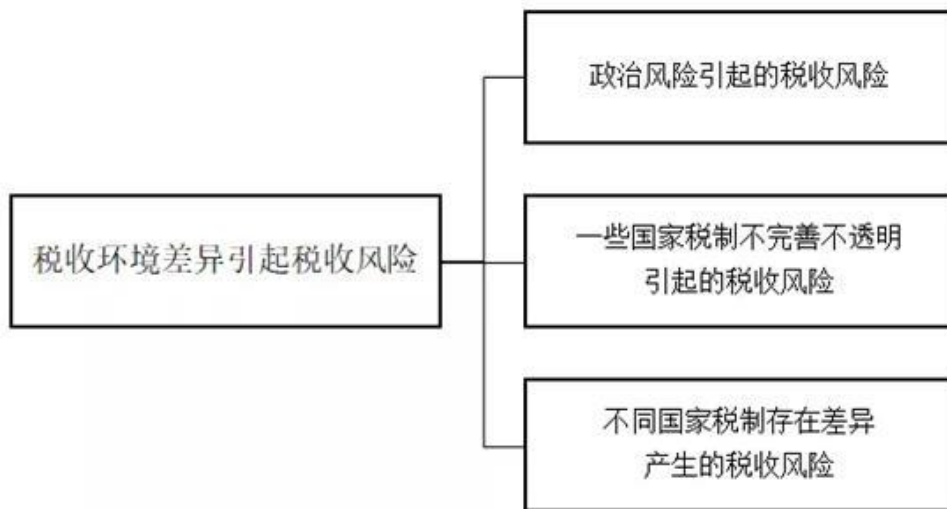 政治风险引起的税收风险
税收环境差异引起税收风险
一些国家税制不完善不透明
引起的税收风险
不同国家税制存在差异
产生的税收风险